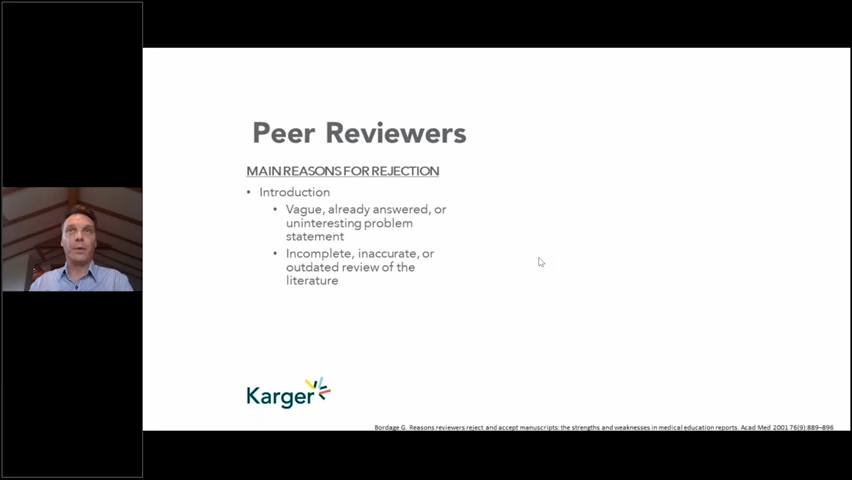 Peer Reviewers
MAIN REASONS FOR REJECTION
• Introduction
• Vague, already answered, or
uninteresting problem
statement
• Incomplete, inaccurate, or
outdated review of the
literature
Karger
Bordage G. Reasons reviewers reject and accept manuscripts: the strengths and weaknesses in medical education reports. Acad Med 2001 76(9):889–896